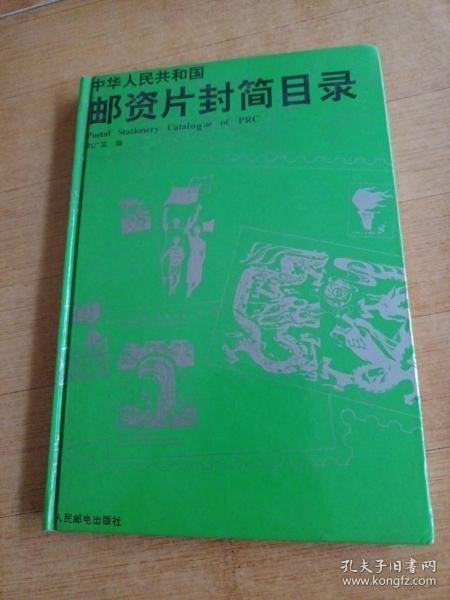 中华人民共和国
邮资片封简目录
Postal Stationery Catalogue of PRC
编
人民邮电出版社
孔夫子旧书网
www.kongfz.com